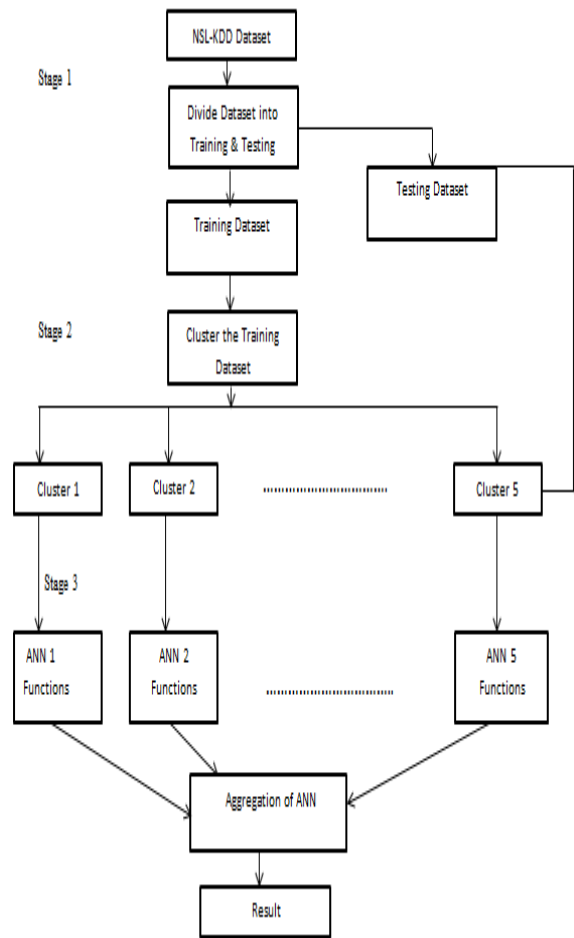 NSL-KDD Dataset
Stage 1
Divide Dataset into
Training & Testing
Testing Dataset
Training Dataset
Stage 2
Cluster the Training
Dataset
Cluster 1
Cluster 2
..................................
Cluster 5
Stage 3
ANN 1
Functions
ANN 2
Functions
..................................
ANN 5
Functions
Aggregation of ANN
Result